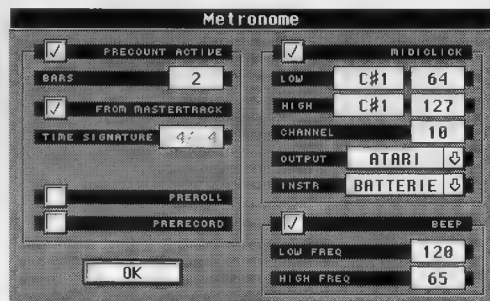 Metronome
PRECOUNT ACTIVE
BARS 2
FROM MASTERTRACK
TIME SIGNATURE 4/ 4
PREROLL
PRERECORD
OK
MIDICLICK
LOW C#1 64
HIGH C#1 127
CHANNEL 10
OUTPUT ATARI
INSTR BATTERIE
BEEP
LOW FREQ 120
HIGH FREQ 65